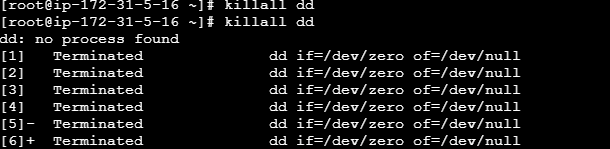 [root@ip-172-31-5-16 ~]# killall dd
[root@ip-172-31-5-16 ~]# killall dd
dd: no process found
[1]   Terminated              dd if=/dev/zero of=/dev/null
[2]   Terminated              dd if=/dev/zero of=/dev/null
[3]   Terminated              dd if=/dev/zero of=/dev/null
[4]   Terminated              dd if=/dev/zero of=/dev/null
[5]-  Terminated              dd if=/dev/zero of=/dev/null
[6]+  Terminated              dd if=/dev/zero of=/dev/null